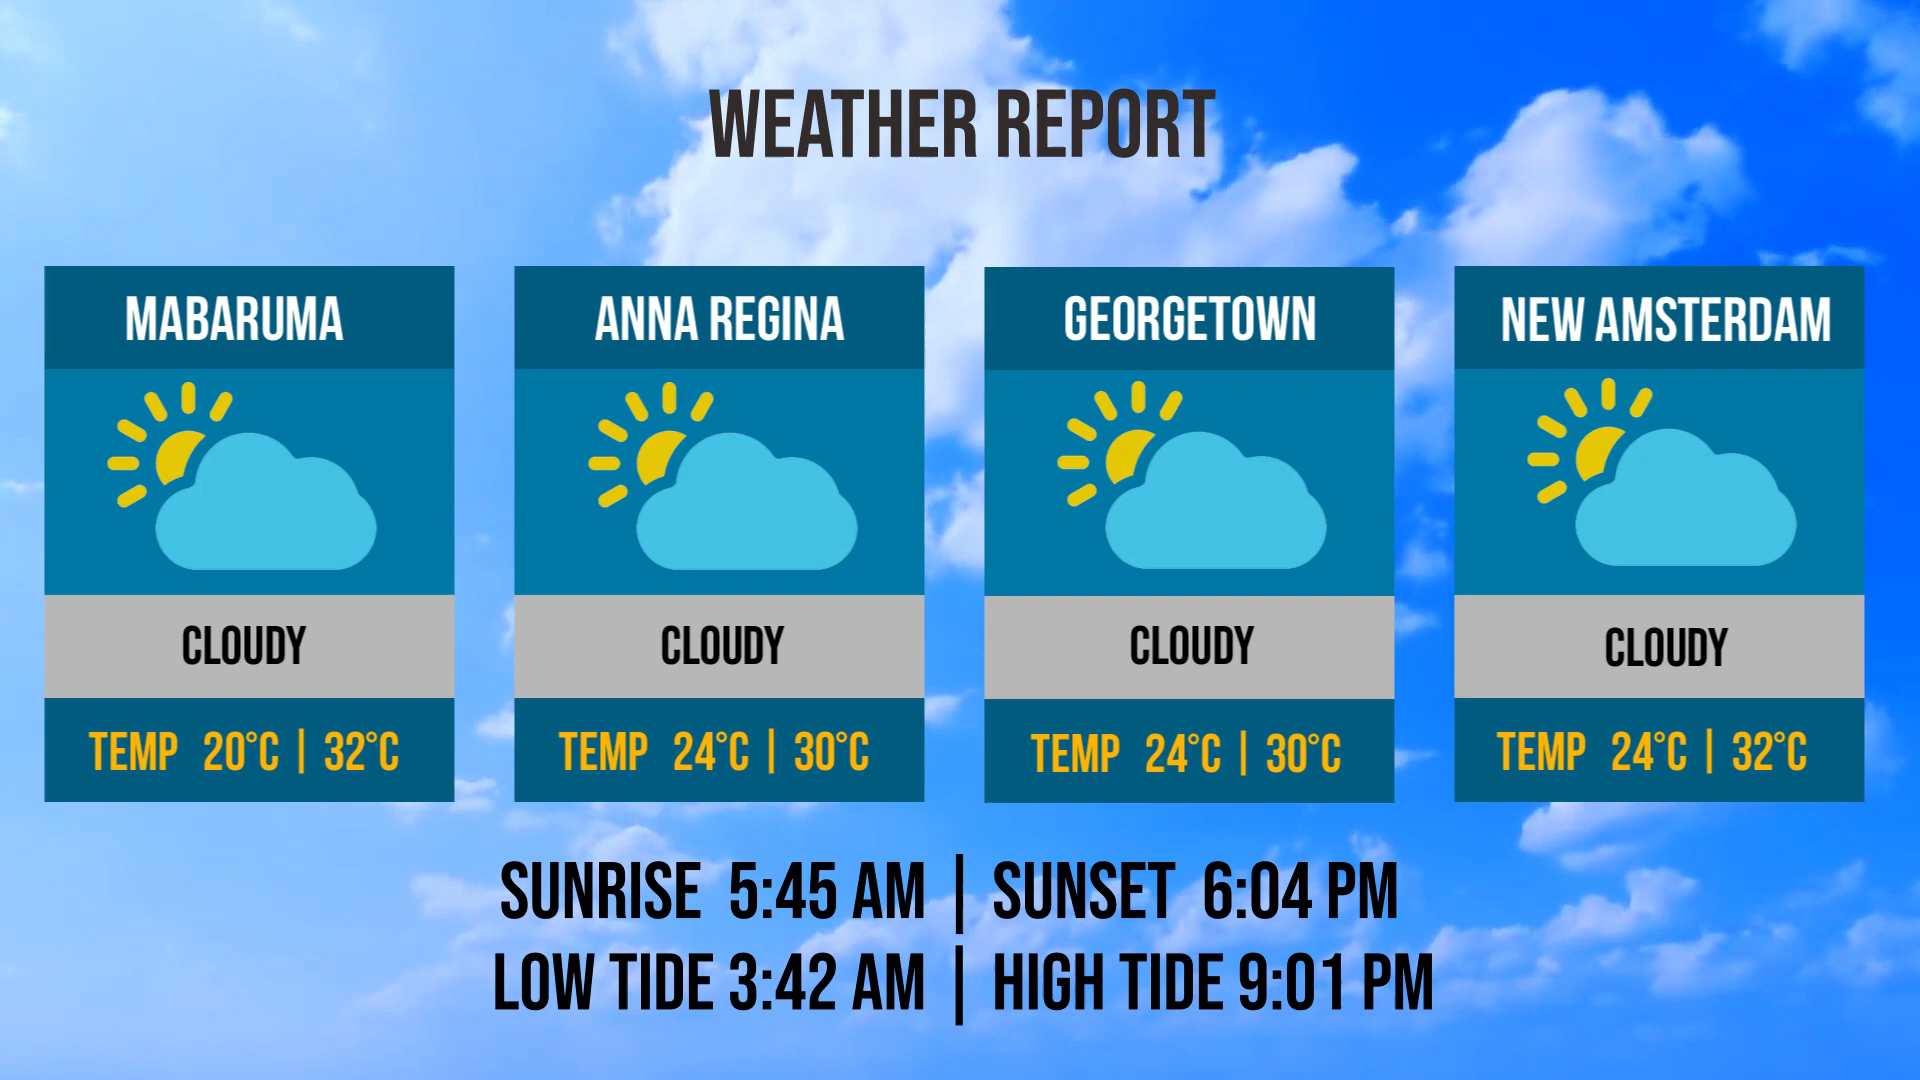 WEATHER REPORT
MABARUMA
CLOUDY
TEMP 20°C | 32°C
ANNA REGINA
CLOUDY
TEMP 24°C | 30°C
GEORGETOWN
CLOUDY
TEMP 24°C | 30°C
NEW AMSTERDAM
CLOUDY
TEMP 24°C | 32°C
SUNRISE 5:45 AM | SUNSET 6:04 PM
LOW TIDE 3:42 AM | HIGH TIDE 9:01 PM